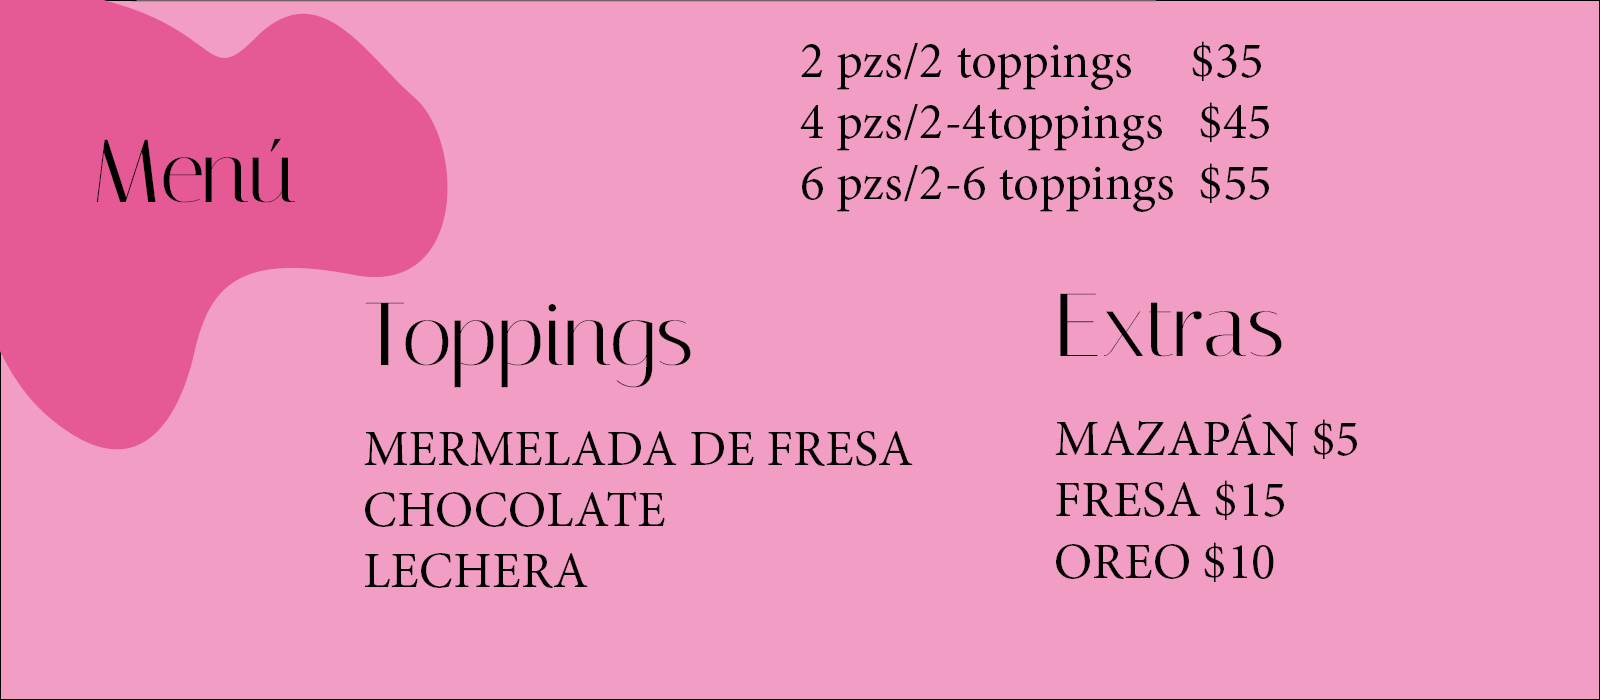 Menú
2 pzs/2 toppings $35
4 pzs/2-4toppings $45
6 pzs/2-6 toppings $55
Toppings
MERMELADA DE FRESA
CHOCOLATE
LECHERA
Extras
MAZAPÁN $5
FRESA $15
OREO $10